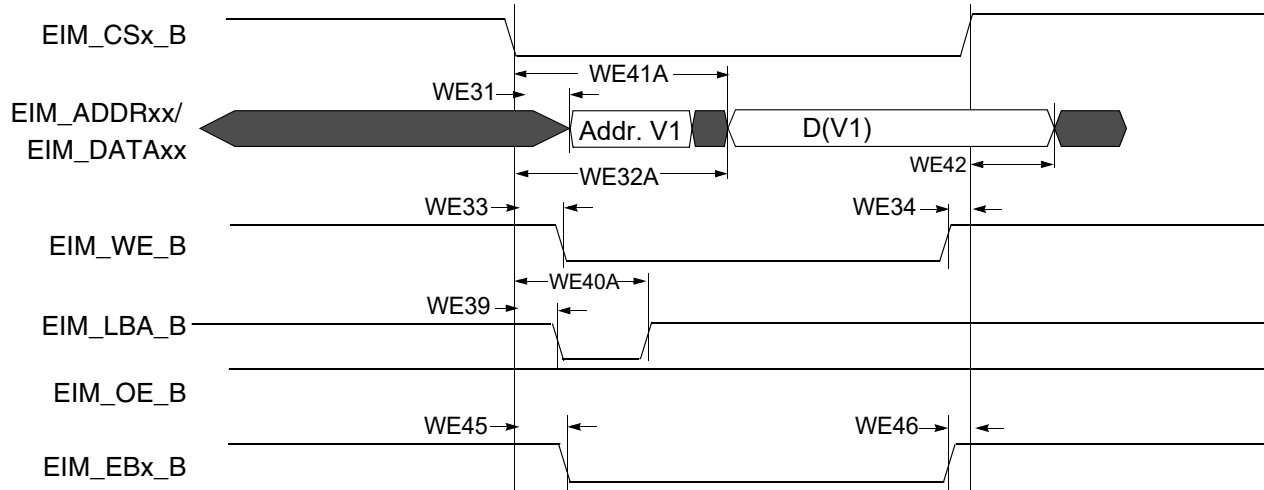 EIM_CSx_B
WE41A
WE31
EIM_ADDRxx/
EIM_DATAxx
Addr. V1
D(V1)
WE42
WE32A
WE33
WE34
EIM_WE_B
WE40A
WE39
EIM_LBA_B
EIM_OE_B
WE45
WE46
EIM_EBx_B